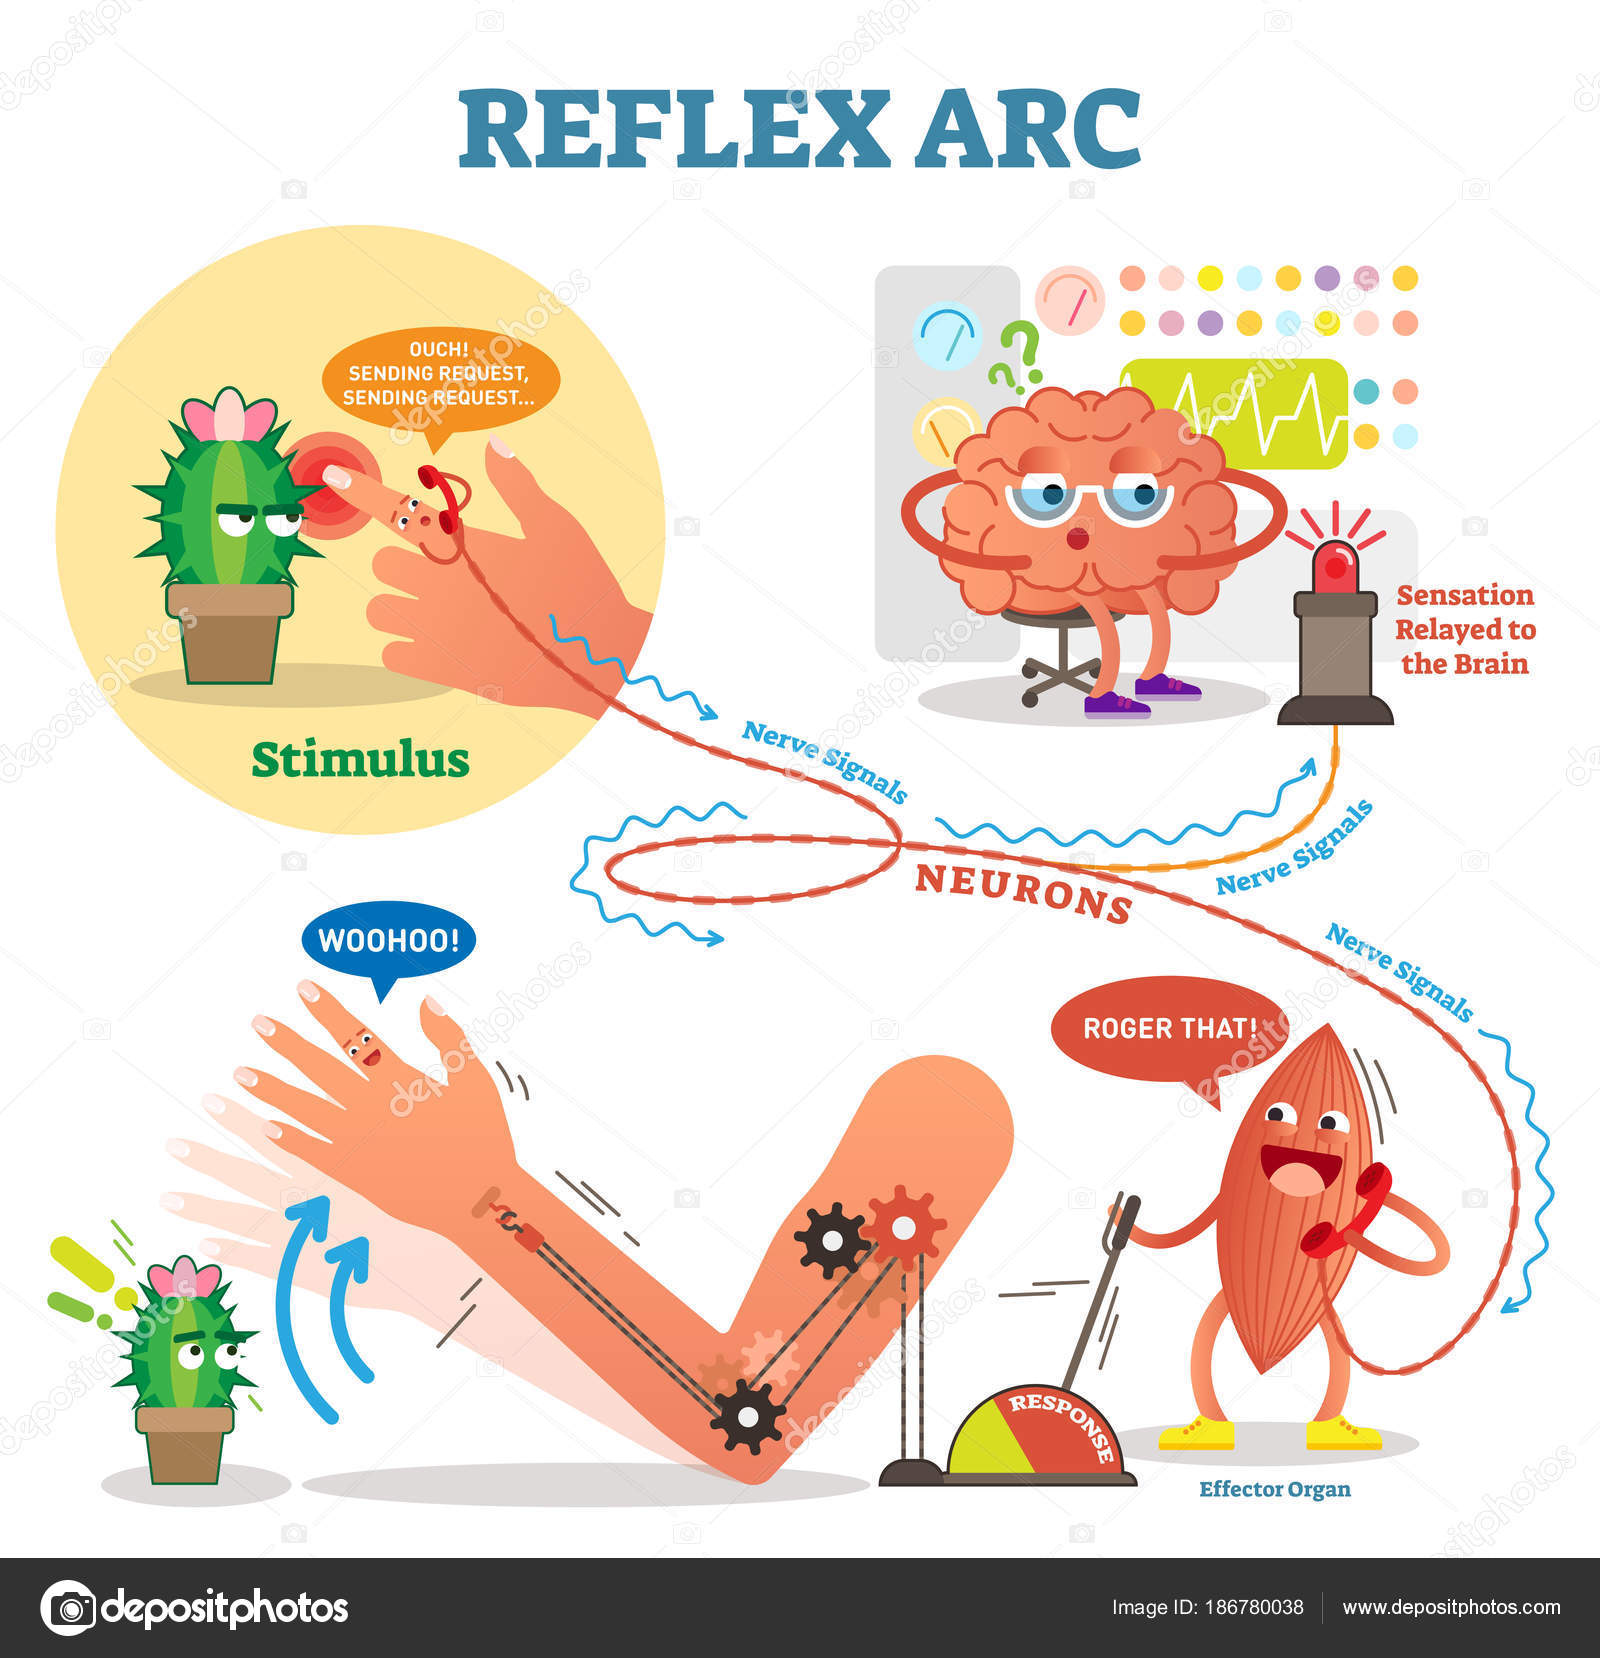 REFLEX ARC
OUCH!
SENDING REQUEST,
SENDING REQUEST...
Stimulus
Sensation
Relayed to
the Brain
Nerve Signals
Nerve Signals
NEURONS
Nerve Signals
WOOHOO!
ROGER THAT!
RESPONSE
Effector Organ
depositphotos
Image ID: 186780038
www.depositphotos.com